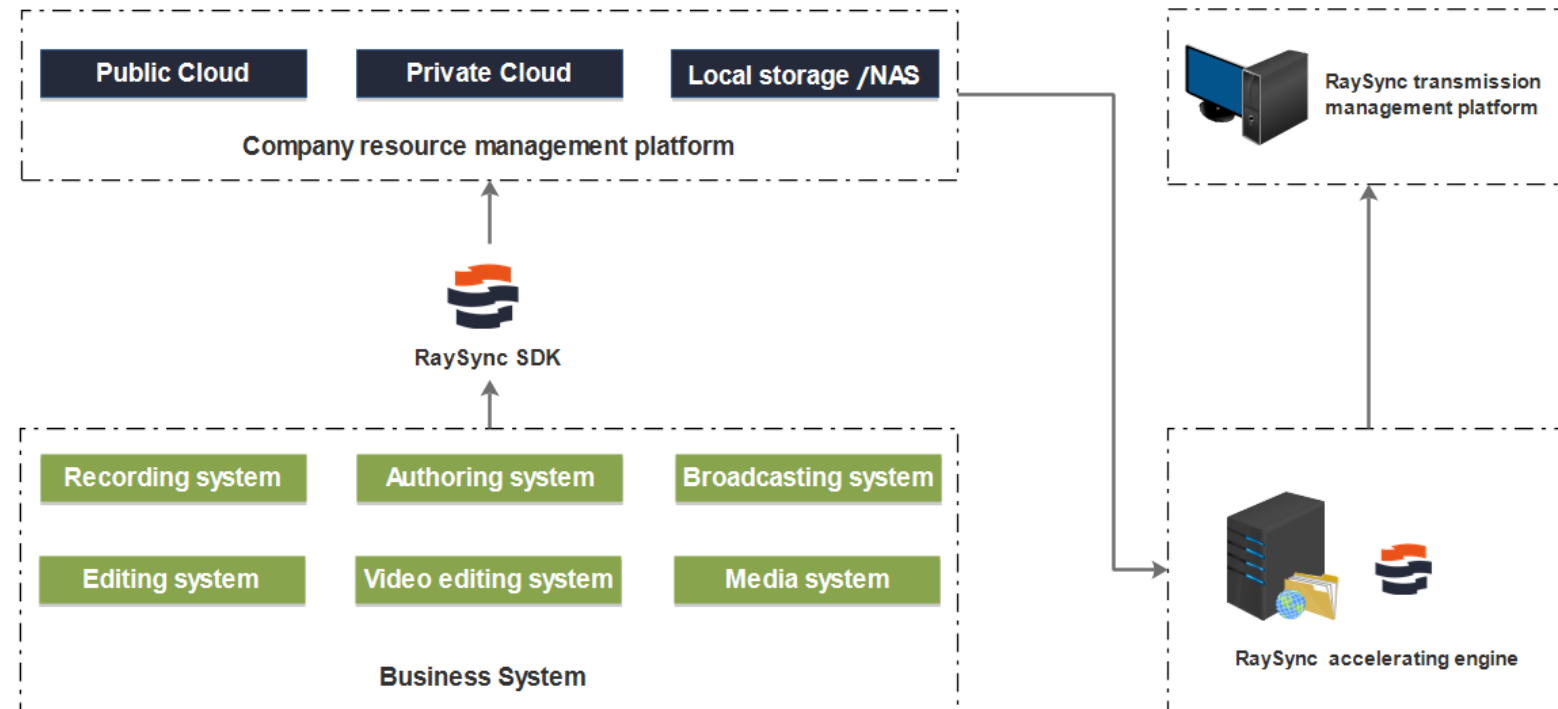 Public Cloud
Private Cloud
Local storage /NAS
Company resource management platform
RaySync transmission
management platform
RaySync SDK
Recording system
Authoring system
Broadcasting system
Editing system
Video editing system
Media system
Business System
RaySync accelerating engine